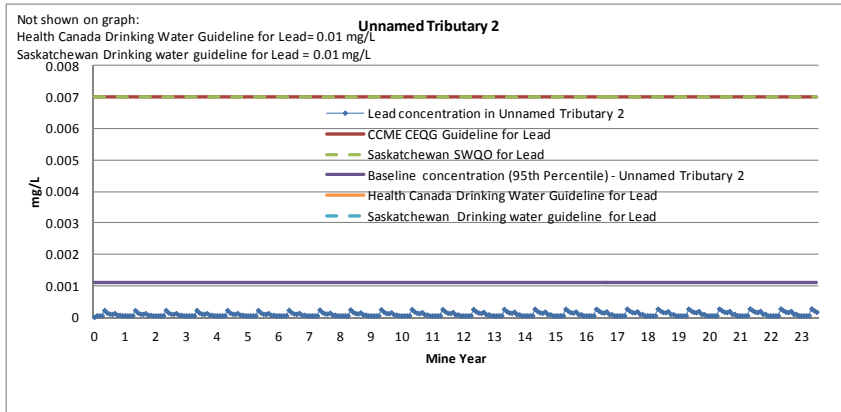 Not shown on graph:
Unnamed Tributary 2
Health Canada Drinking Water Guideline for Lead= 0.01 mg/L
Saskatchewan Drinking water guideline for Lead = 0.01 mg/L
0.008
0.007
0.006
0.005
0.004
0.003
0.002
0.001
0
mg/L
Lead concentration in Unnamed Tributary 2
CCME CEQG Guideline for Lead
Saskatchewan SWQO for Lead
Baseline concentration (95th Percentile) - Unnamed Tributary 2
Health Canada Drinking Water Guideline for Lead
Saskatchewan Drinking water guideline for Lead
0 1 2 3 4 5 6 7 8 9 10 11 12 13 14 15 16 17 18 19 20 21 22 23
Mine Year